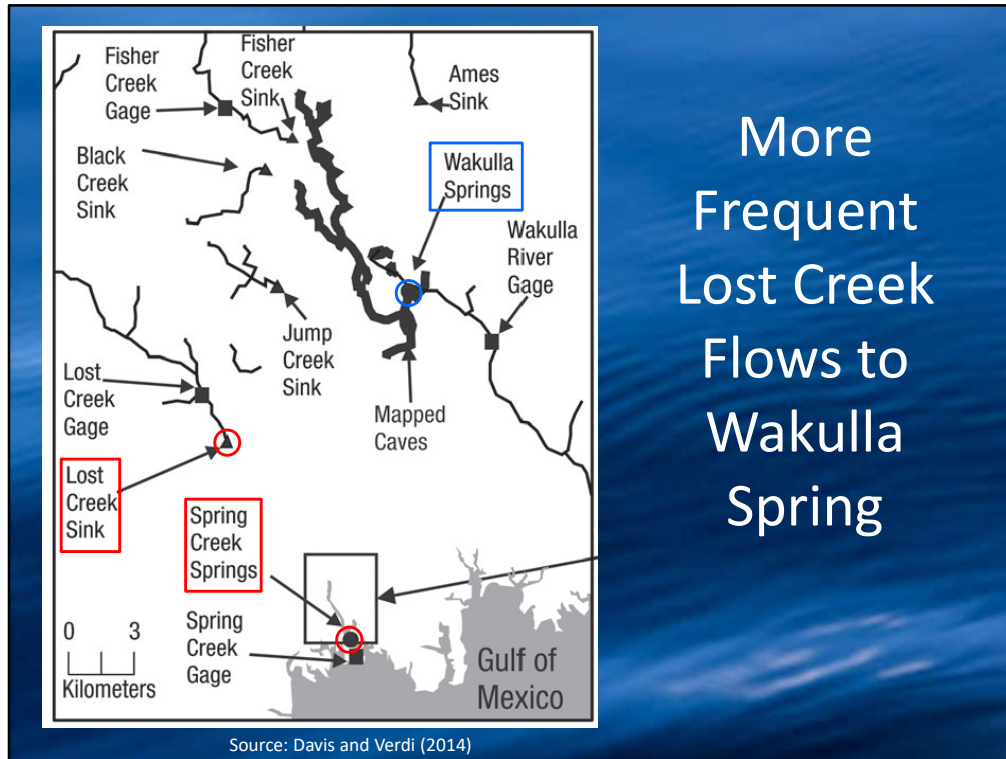 Fisher
Creek
Gage
Fisher
Creek
Sink
Ames
Sink
Black
Creek
Sink
Wakulla
Springs
Wakulla
River
Gage
Jump
Creek
Sink
Lost
Creek
Gage
Mapped
Caves
Lost
Creek
Sink
Spring
Creek
Springs
Spring
Creek
Gage
0 3
Kilometers
Gulf of
Mexico
Source: Davis and Verdi (2014)
More
Frequent
Lost Creek
Flows to
Wakulla
Spring